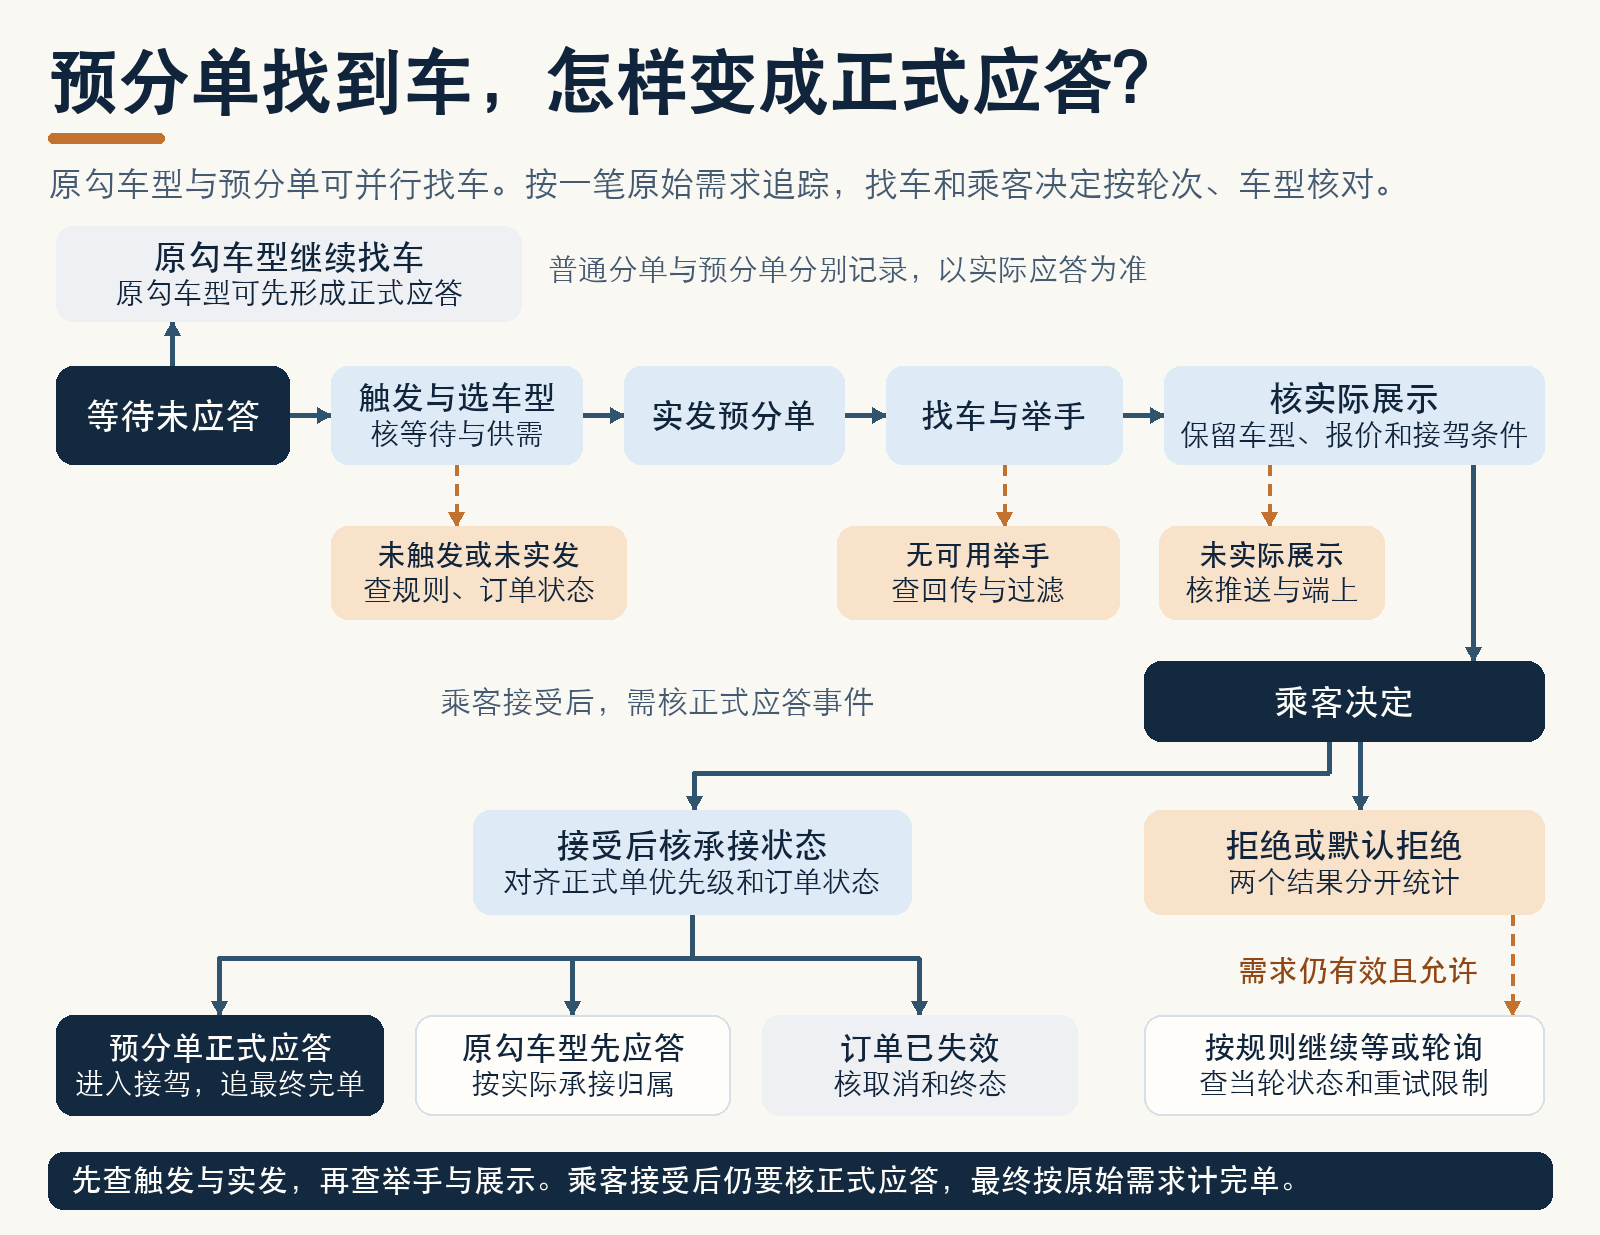 预分单找到车，怎样变成正式应答？
原勾车型与预分单可并行找车。按一笔原始需求追踪，找车和乘客决定按轮次、车型核对。
原勾车型继续找车
原勾车型可先形成正式应答
普通分单与预分单分别记录，以实际应答为准
等待未应答
触发与选车型
核等待与供需
实发预分单
找车与举手
核实际展示
保留车型、报价和接驾条件
未触发或未实发
查规则、订单状态
无可用举手
查回传与过滤
未实际展示
核推送与端上
乘客接受后，需核正式应答事件
乘客决定
接受后核承接状态
对齐正式单优先级和订单状态
拒绝或默认拒绝
两个结果分开统计
需求仍有效且允许
预分单正式应答
进入接驾，追最终完单
原勾车型先应答
按实际承接归属
订单已失效
核取消和终态
按规则继续等或轮询
查当轮状态和重试限制
先查触发与实发，再查举手与展示。乘客接受后仍要核正式应答，最终按原始需求计完单。